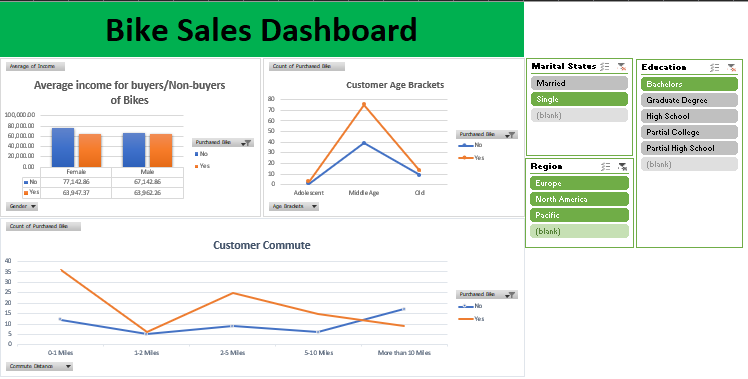 Bike Sales Dashboard
Average of Income
Average income for buyers/Non-buyers
of Bikes
100,000.00
80,000.00
60,000.00
40,000.00
20,000.00
0.00
Female
Male
No
77,142.86
67,142.86
Yes
63,947.37
63,962.26
Purchased Bike
No
Yes
Gender
Count of Purchased Bike
Customer Age Brackets
80
70
60
50
40
30
20
10
0
Adolescent
Middle Age
Old
Purchased Bike
No
Yes
Age Brackets
Count of Purchased Bike
Customer Commute
40
35
30
25
20
15
10
5
0
0-1 Miles
1-2 Miles
2-5 Miles
5-10 Miles
More than 10 Miles
Purchased Bike
No
Yes
Commute Distance
Marital Status
Married
Single
(blank)
Region
Europe
North America
Pacific
(blank)
Education
Bachelors
Graduate Degree
High School
Partial College
Partial High School
(blank)